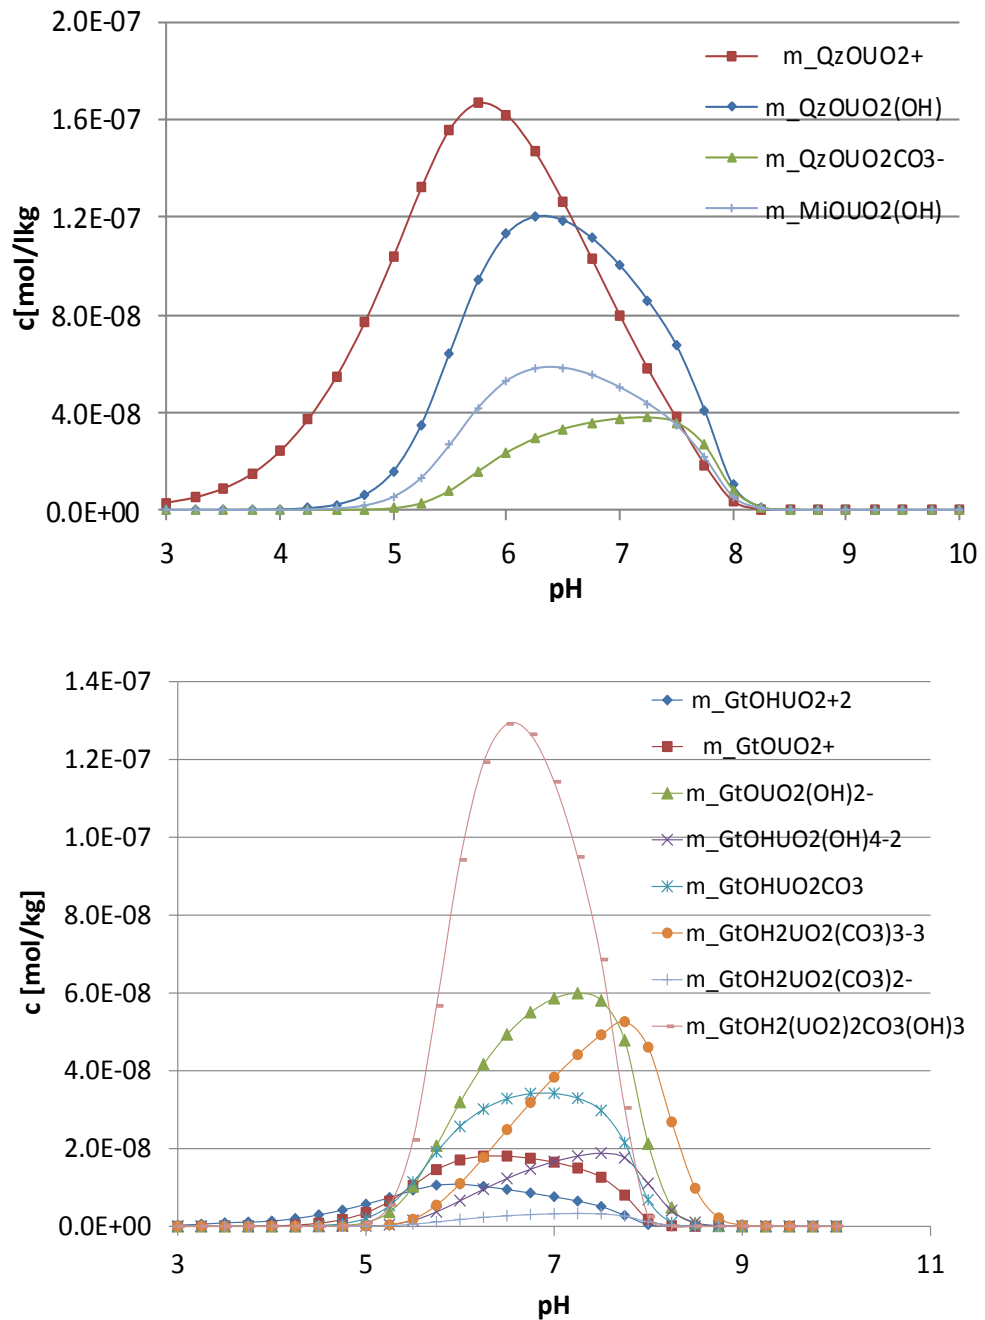 2.0E-07
1.6E-07
1.2E-07
8.0E-08
4.0E-08
0.0E+00
c[mol/lkg
m_QzOUO2+
m_QzOUO2(OH)
m_QzOUO2CO3-
m_MiOUO2(OH)
3 4 5 6 7 8 9 10
pH
1.4E-07
1.2E-07
1.0E-07
8.0E-08
6.0E-08
4.0E-08
2.0E-08
0.0E+00
c [mol/kg]
m_GtOHUO2+2
m_GtOUO2+
m_GtOUO2(OH)2-
m_GtOHUO2(OH)4-2
m_GtOHUO2CO3
m_GtOH2UO2(CO3)3-3
m_GtOH2UO2(CO3)2-
m_GtOH2(UO2)2CO3(OH)3
3 5 7 9 11
pH